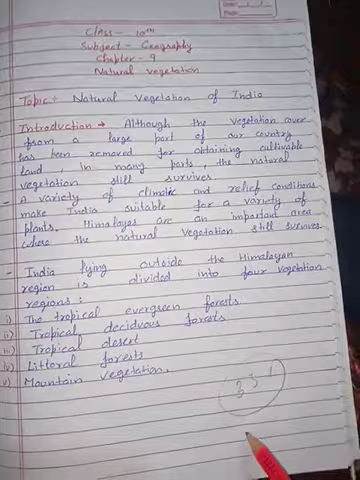 Date
Page
Class - 10th
Subject - Geography
Chapter - 9
Natural vegetation
Topic :- Natural Vegetation of India
Introduction → Although the vegetation cover
from a large part of our country
has been removed for obtaining cultivable
land, in many parts, the natural
vegetation still survives.
- A variety of climatic and relief conditions
make India suitable for a variety of
plants. Himalayas are an important area
where the natural vegetation still survives
- India lying outside the Himalayan
region is divided into four vegetation
regions:
i) The tropical evergreen forests.
ii) Tropical decidvous forests
iii) Tropical desert
iv) Littoral forests
v) Mountain vegetation.